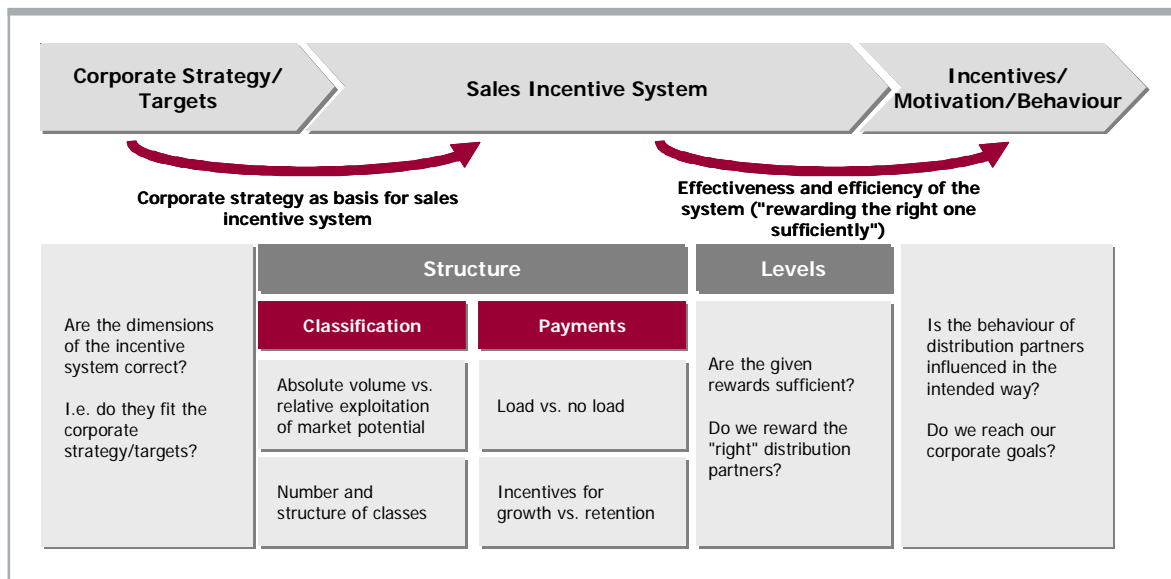 Corporate Strategy/
Targets
Sales Incentive System
Incentives/
Motivation/Behaviour
Corporate strategy as basis for sales
incentive system
Effectiveness and efficiency of the
system ("rewarding the right one
sufficiently")
Are the dimensions
of the incentive
system correct?
I.e. do they fit the
corporate
strategy/targets?
Structure
Classification
Absolute volume vs.
relative exploitation
of market potential
Number and
structure of classes
Payments
Load vs. no load
Incentives for
growth vs. retention
Levels
Are the given
rewards sufficient?
Do we reward the
"right" distribution
partners?
Is the behaviour of
distribution partners
influenced in the
intended way?
Do we reach our
corporate goals?